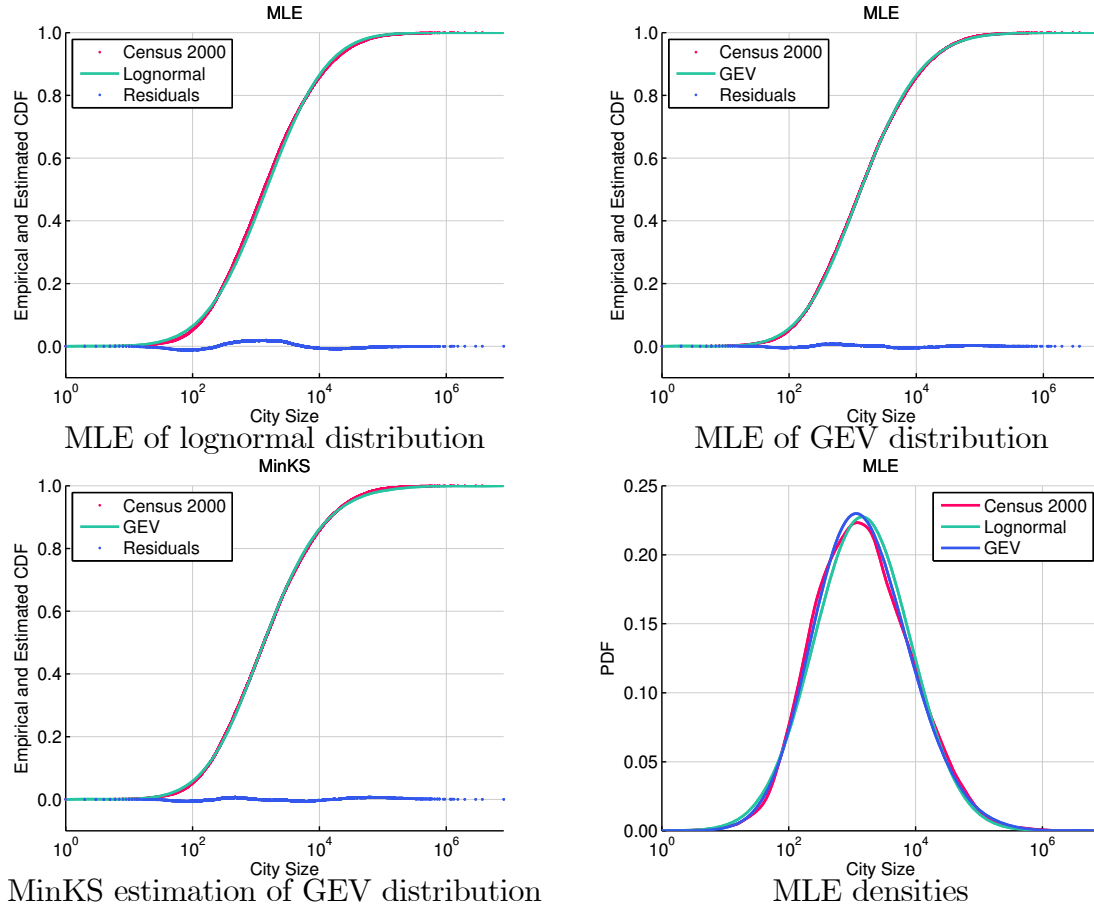 MLE
Empirical and Estimated CDF
1.0
0.8
0.6
0.4
0.2
0.0
Census 2000
Lognormal
Residuals
10^0 10^2 10^4 10^6
City Size
MLE of lognormal distribution
MLE
Empirical and Estimated CDF
1.0
0.8
0.6
0.4
0.2
0.0
Census 2000
GEV
Residuals
10^0 10^2 10^4 10^6
City Size
MLE of GEV distribution
MinKS
Empirical and Estimated CDF
1.0
0.8
0.6
0.4
0.2
0.0
Census 2000
GEV
Residuals
10^0 10^2 10^4 10^6
City Size
MinKS estimation of GEV distribution
MLE
PDF
0.25
0.20
0.15
0.10
0.05
0.00
Census 2000
Lognormal
GEV
10^0 10^2 10^4 10^6
City Size
MLE densities